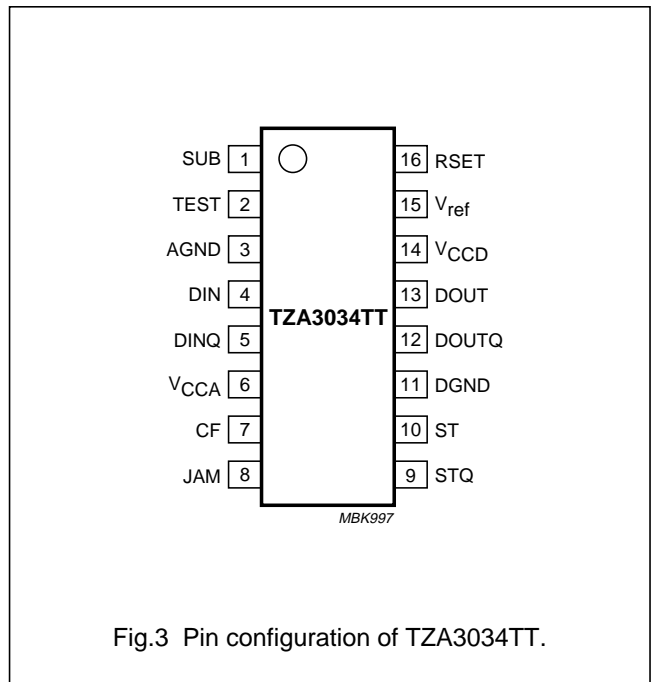 SUB 1 16 RSET
TEST 2 15 Vref
AGND 3 14 VCCD
DIN 4 13 DOUT
TZA3034TT
DINQ 5 12 DOUTQ
VCCA 6 11 DGND
CF 7 10 ST
JAM 8 9 STQ
MBK997
Fig.3 Pin configuration of TZA3034TT.